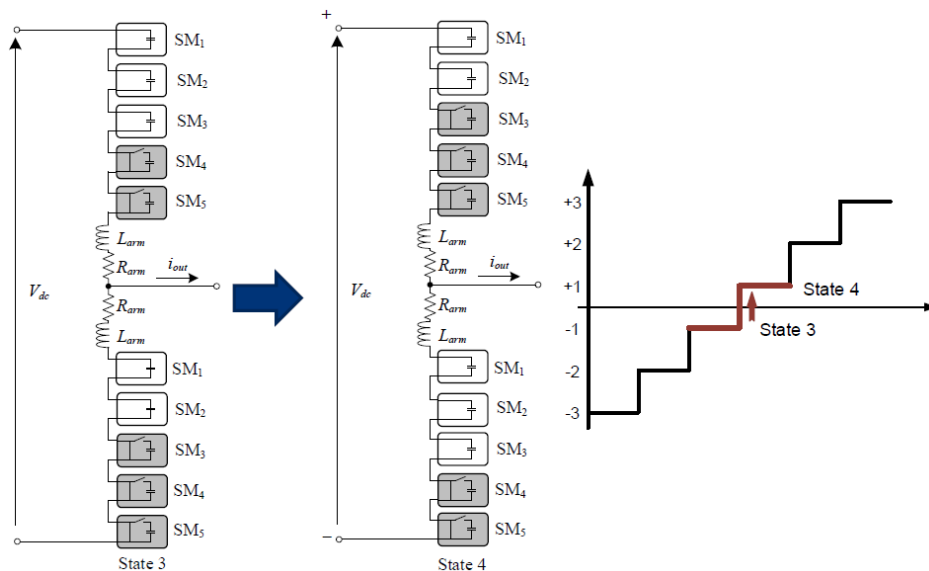 SM1
SM2
SM3
SM4
SM5
Larm
Rarm
iout
Vdc
Rarm
Larm
SM1
SM2
SM3
SM4
SM5
State 3
+
SM1
SM2
SM3
SM4
SM5
Larm
Rarm
iout
Vdc
Rarm
Larm
SM1
SM2
SM3
SM4
SM5
−
State 4
+3
+2
+1
State 4
-1
State 3
-2
-3